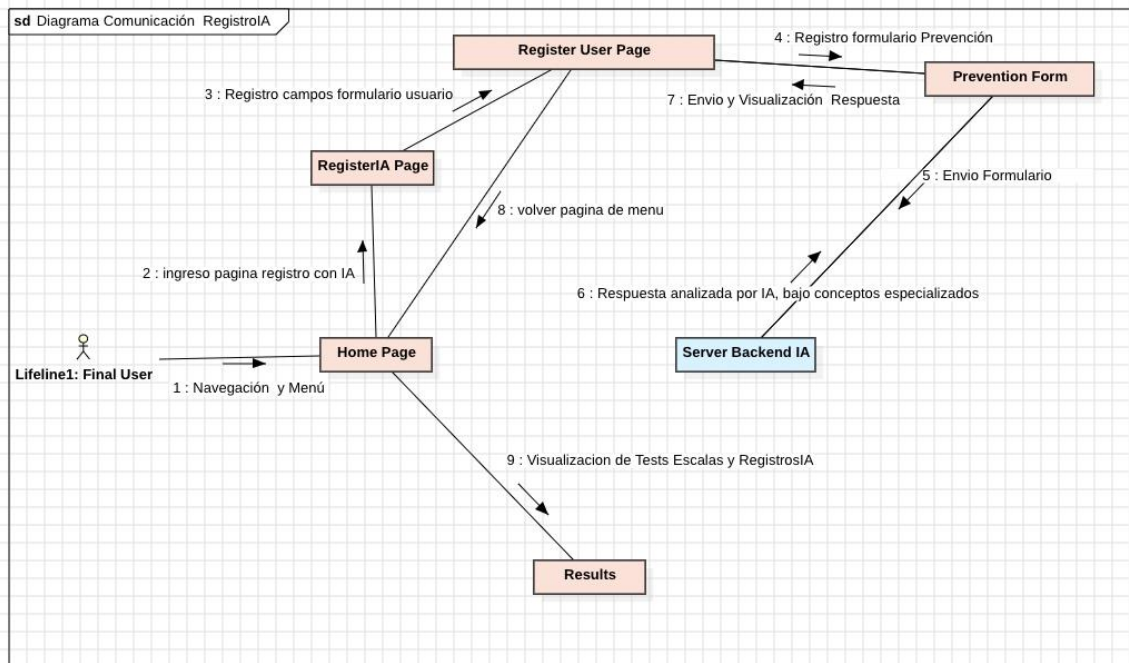 sd Diagrama Comunicación RegistroIA
Register User Page
4 : Registro formulario Prevención
Prevention Form
3 : Registro campos formulario usuario
7 : Envio y Visualización Respuesta
RegisterIA Page
5 : Envio Formulario
8 : volver pagina de menu
2 : ingreso pagina registro con IA
6 : Respuesta analizada por IA, bajo conceptos especializados
Home Page
Server Backend IA
Lifeline1: Final User
1 : Navegación y Menú
9 : Visualizacion de Tests Escalas y RegistrosIA
Results